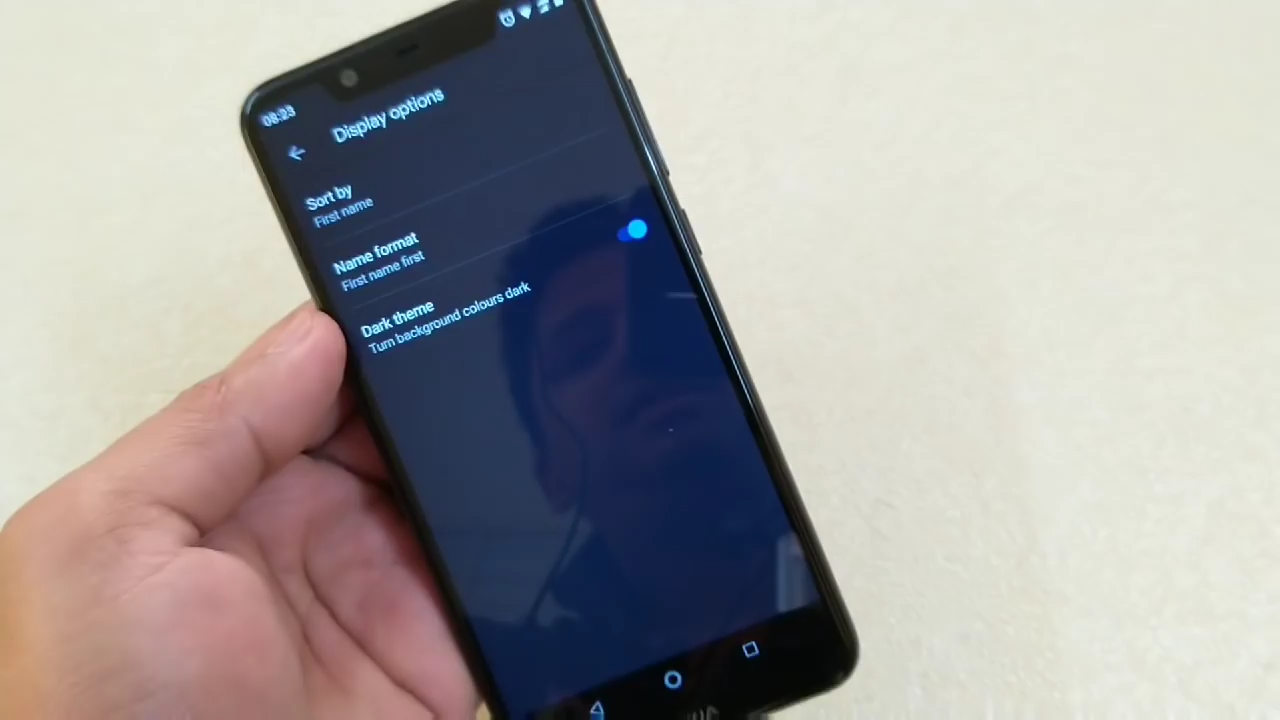 08:23
Display options
Sort by
First name
Name format
First name first
Dark theme
Turn background colours dark